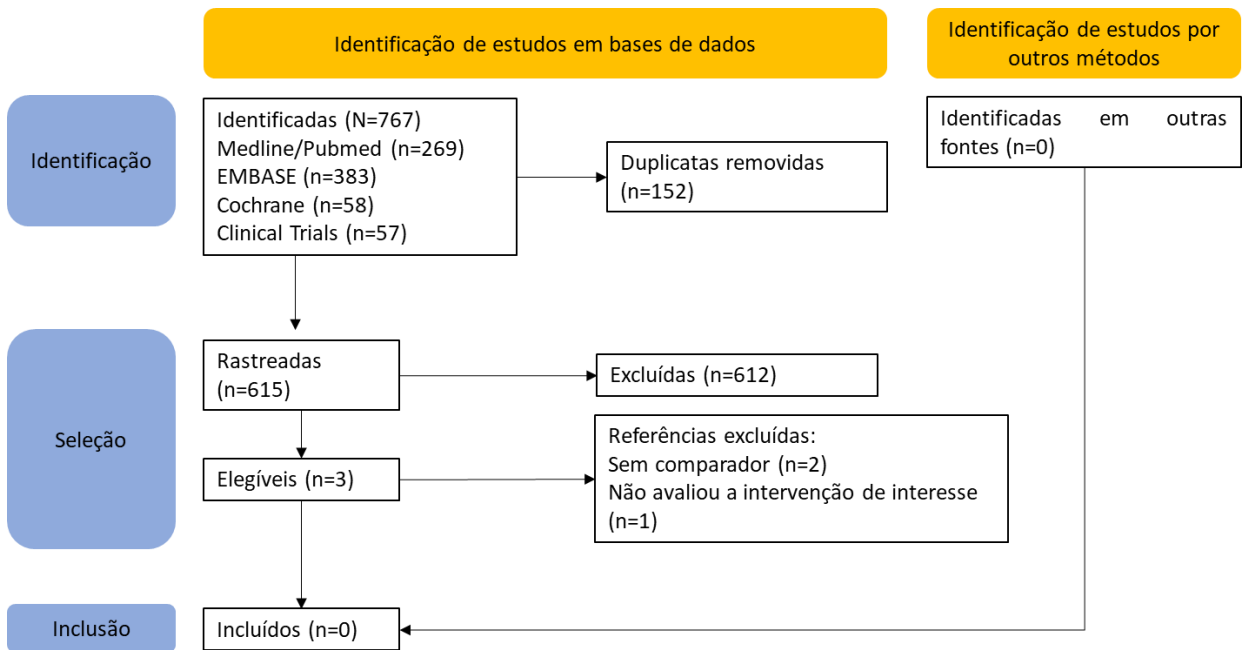 Identificação de estudos em bases de dados
Identificação de estudos por
outros métodos
Identificação
Identificadas (N=767)
Medline/Pubmed (n=269)
EMBASE (n=383)
Cochrane (n=58)
Clinical Trials (n=57)
Duplicatas removidas
(n=152)
Identificadas em outras
fontes (n=0)
Seleção
Rastreadas
(n=615)
Excluídas (n=612)
Elegíveis (n=3)
Referências excluídas:
Sem comparador (n=2)
Não avaliou a intervenção de interesse
(n=1)
Inclusão
Incluídos (n=0)